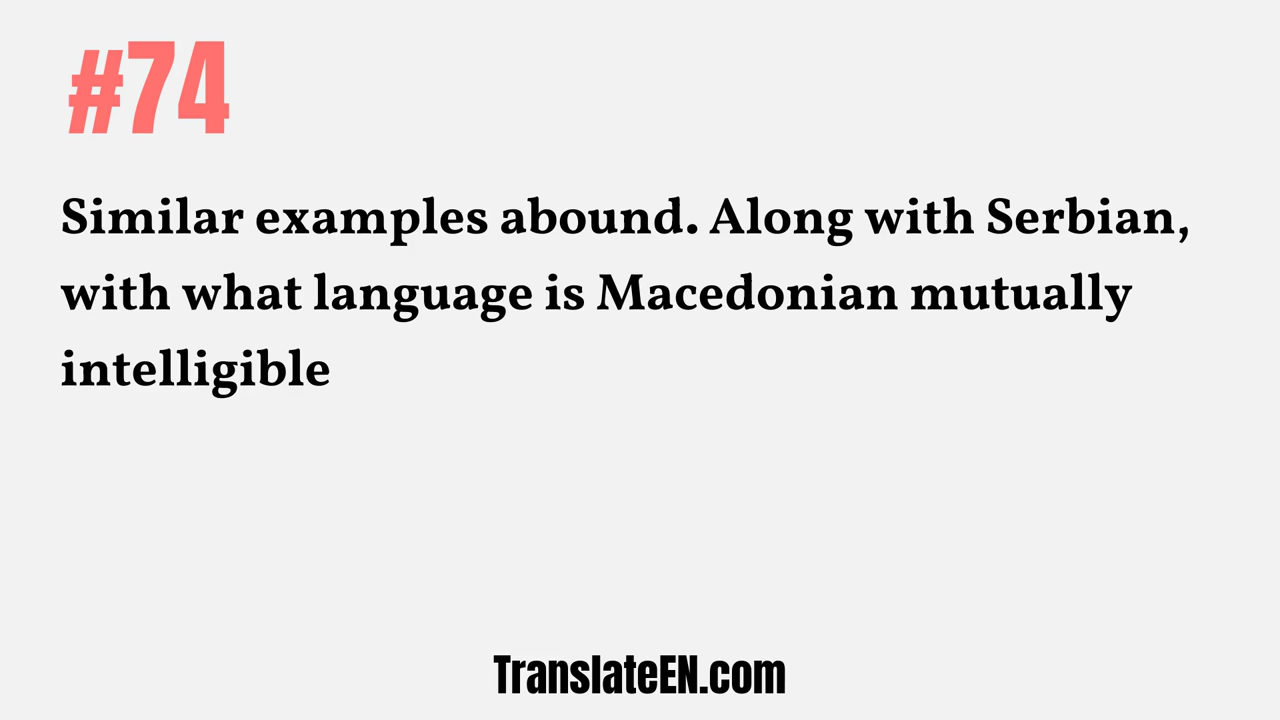 #74
Similar examples abound. Along with Serbian,
with what language is Macedonian mutually
intelligible
TranslateEN.com